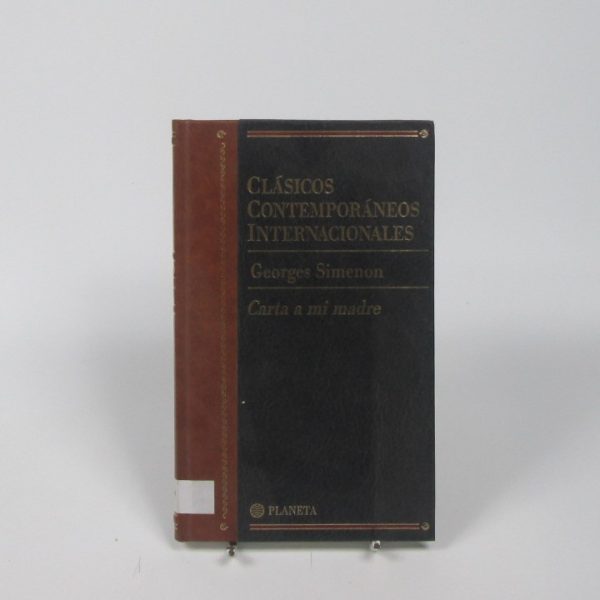 CLÁSICOS
CONTEMPORÁNEOS
INTERNACIONALES
Georges Simenon
Carta a mi madre
PLANETA